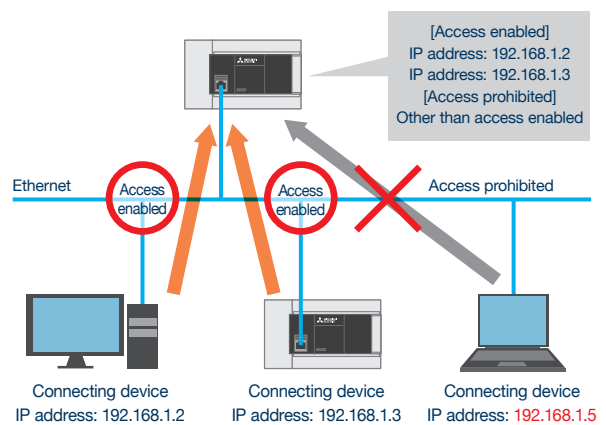 [Access enabled]
IP address: 192.168.1.2
IP address: 192.168.1.3
[Access prohibited]
Other than access enabled
Ethernet
Access
enabled
Access
enabled
Access prohibited
Connecting device
IP address: 192.168.1.2
Connecting device
IP address: 192.168.1.3
Connecting device
IP address: 192.168.1.5